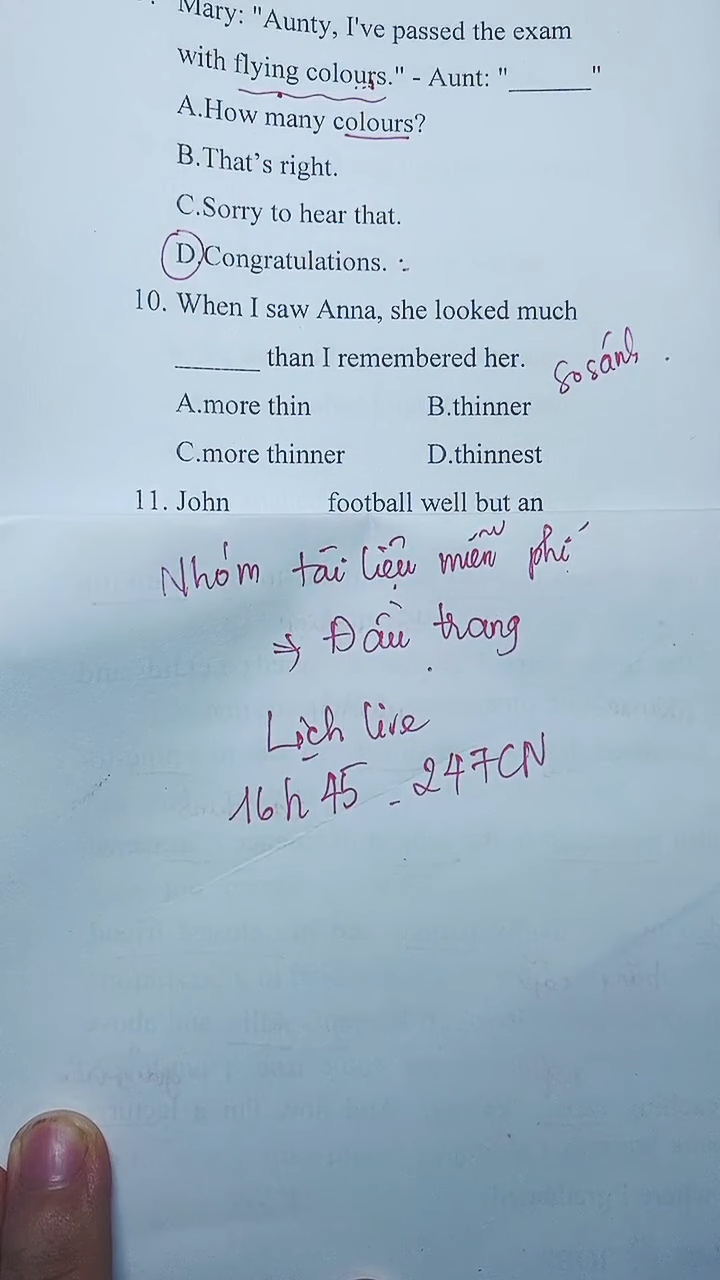 Mary: "Aunty, I've passed the exam
with flying colours." - Aunt: "______"
A.How many colours?
B.That's right.
C.Sorry to hear that.
D.Congratulations. :-
10. When I saw Anna, she looked much
______ than I remembered her.
So sánh .
A.more thin B.thinner
C.more thinner D.thinnest
11. John football well but an
Nhóm tài liệu miễn phí
⇒ Đầu trang
Lịch live
16h45 - 247CN